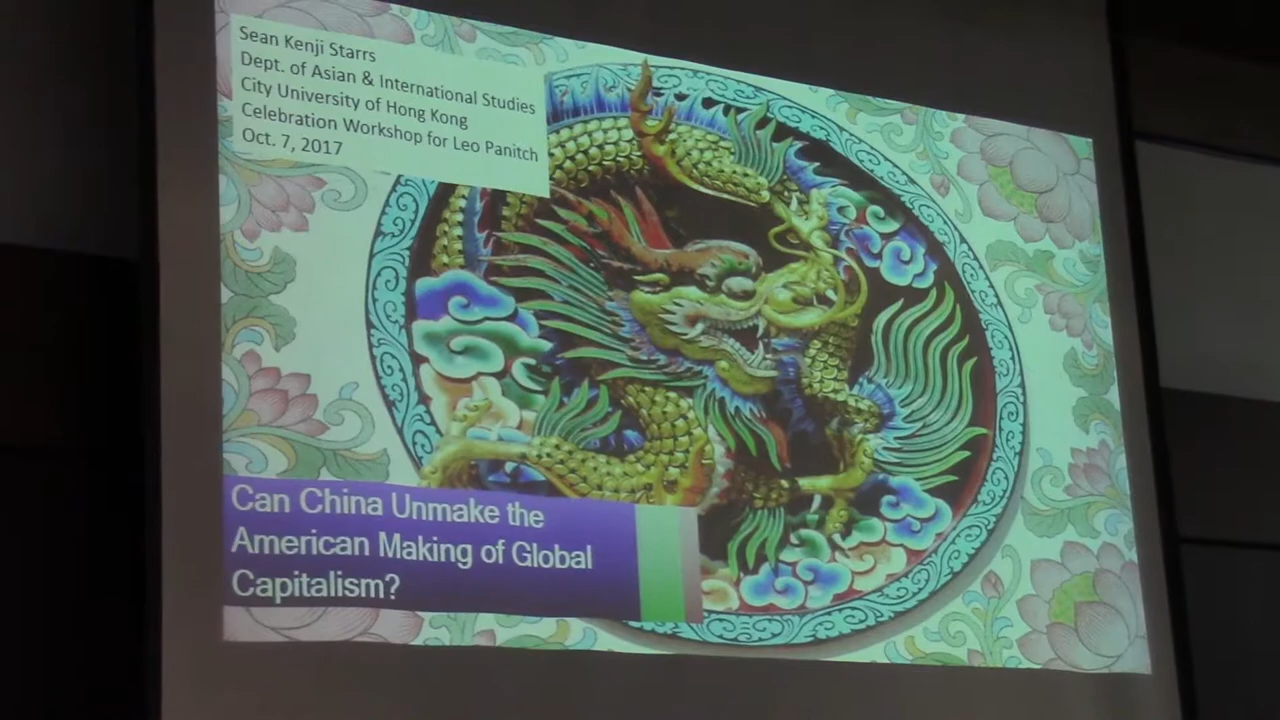 Sean Kenji Starrs
Dept. of Asian & International Studies
City University of Hong Kong
Celebration Workshop for Leo Panitch
Oct. 7, 2017
Can China Unmake the
American Making of Global
Capitalism?